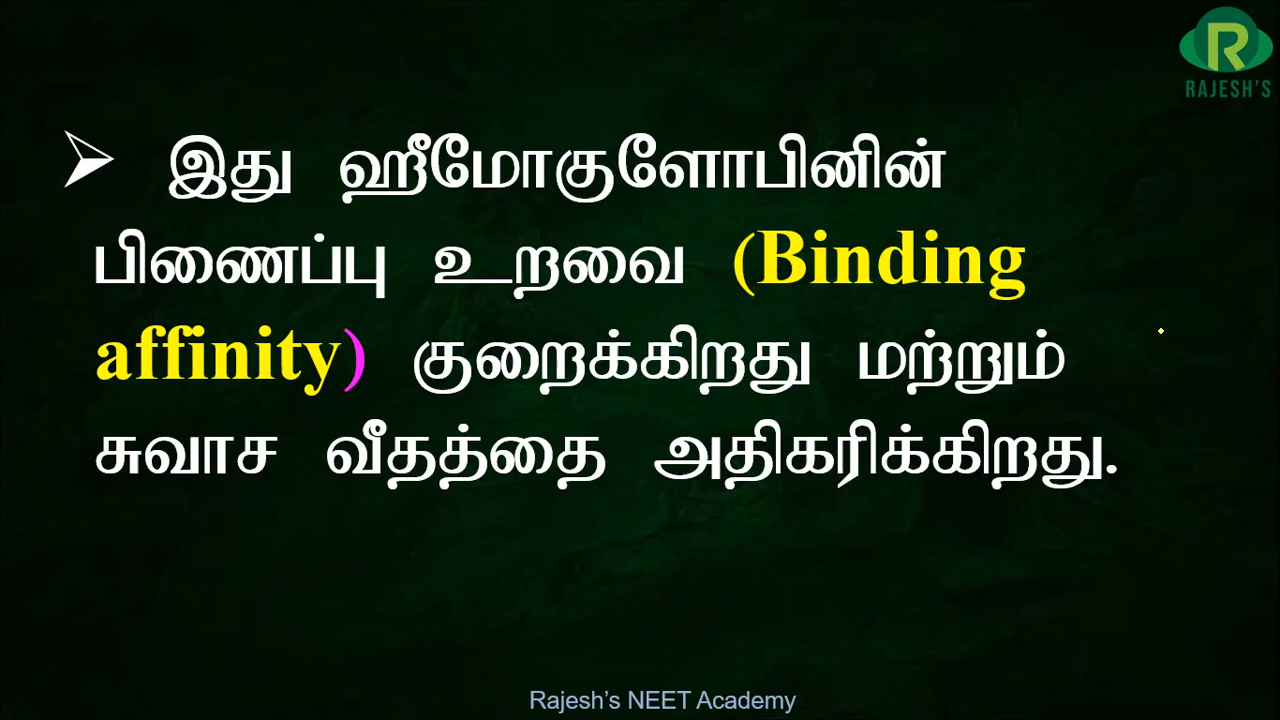 RAJESH'S
➢ இது ஹீமோகுளோபினின்
பிணைப்பு உறவை (Binding
affinity) குறைக்கிறது மற்றும்
சுவாச வீதத்தை அதிகரிக்கிறது.
Rajesh’s NEET Academy